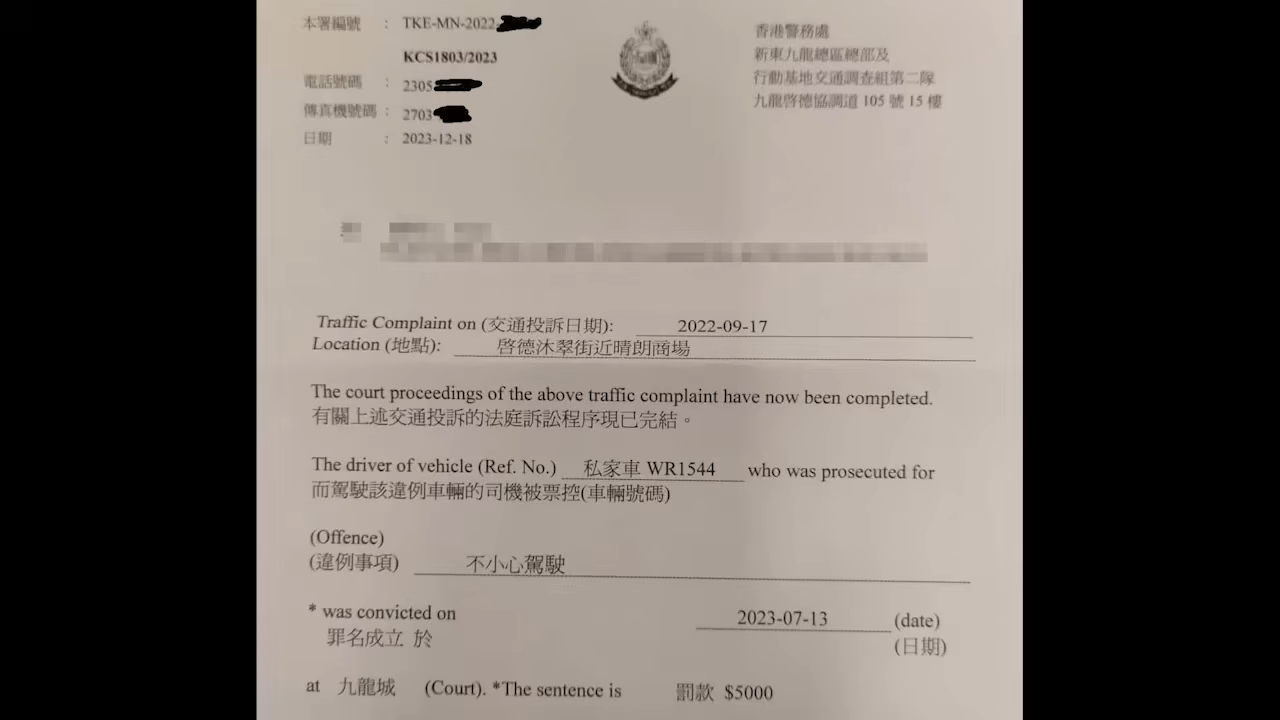 本署編號 : TKE-MN-2022-
KCS1803/2023
電話號碼 : 2305
傳真機號碼 : 2703
日期 : 2023-12-18
香港警務處
新東九龍總區總部及
行動基地交通調查組第二隊
九龍啓德協調道 105 號 15 樓
Traffic Complaint on (交通投訴日期): 2022-09-17
Location (地點): 啓德沐翠街近晴朗商場
The court proceedings of the above traffic complaint have now been completed.
有關上述交通投訴的法庭訴訟程序現已完結。
The driver of vehicle (Ref. No.) 私家車 WR1544 who was prosecuted for
而駕駛該違例車輛的司機被票控(車輛號碼)
(Offence)
(違例事項) 不小心駕駛
* was convicted on 2023-07-13 (date)
罪名成立 於 (日期)
at 九龍城 (Court). *The sentence is 罰款 $5000